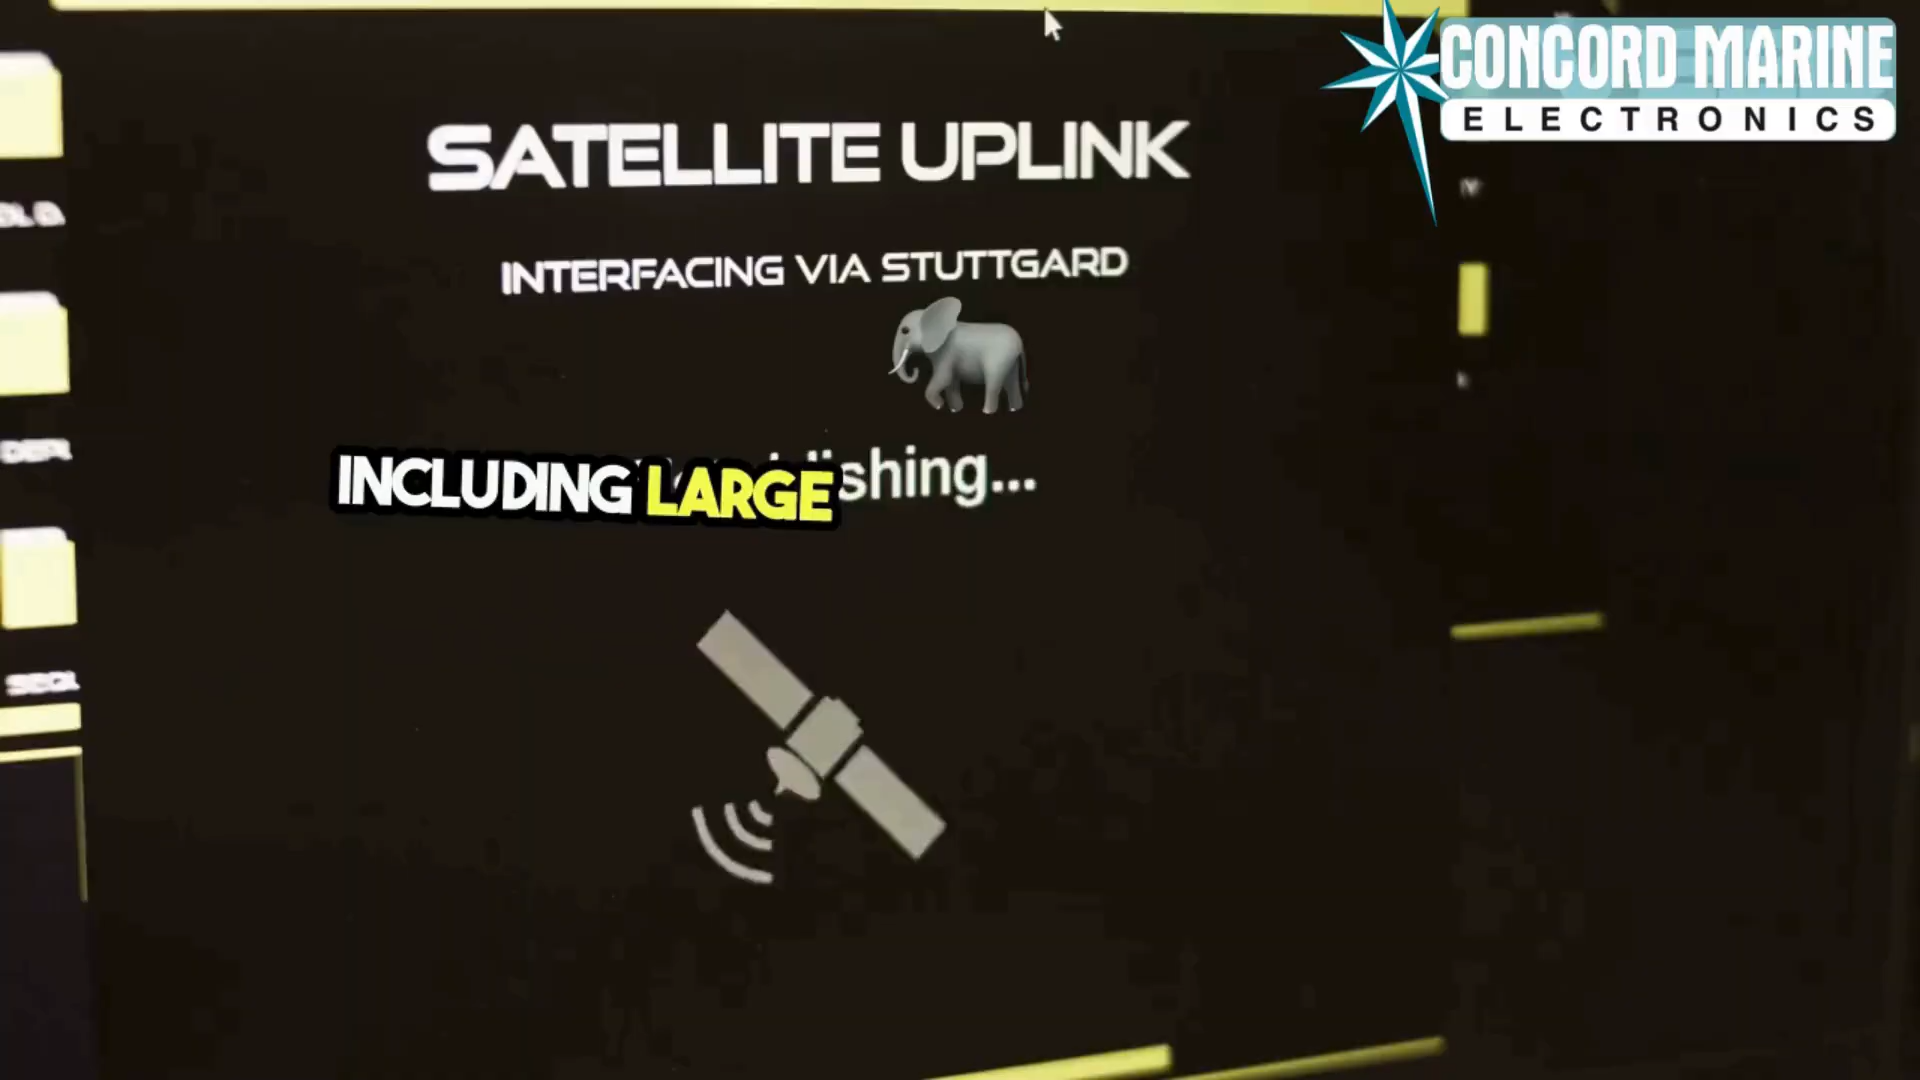 CONCORD MARINE
ELECTRONICS
SATELLITE UPLINK
INTERFACING VIA STUTTGARD
INCLUDING LARGE